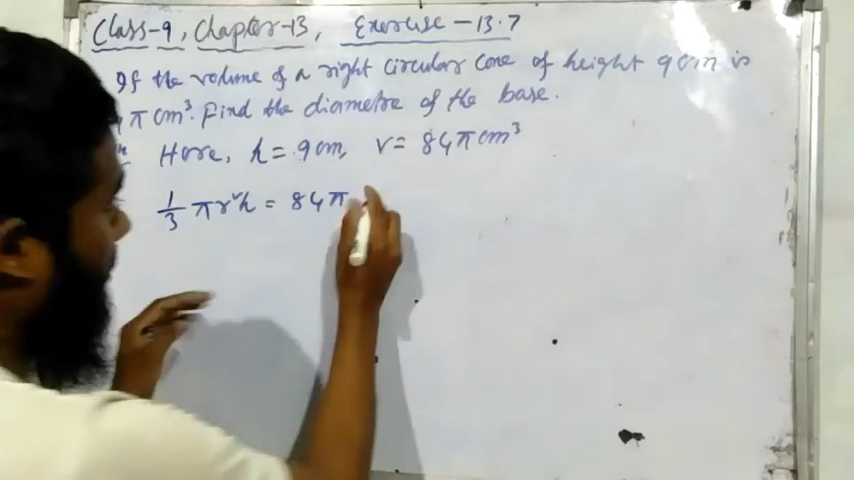 Class-9, Chapter-13, Exercise-13.7
If the volume of a right circular cone of height 9cm is
π cm³. Find the diametre of the base.
Here, h = 9cm, v = 84π cm³
1/3 πr²h = 84π